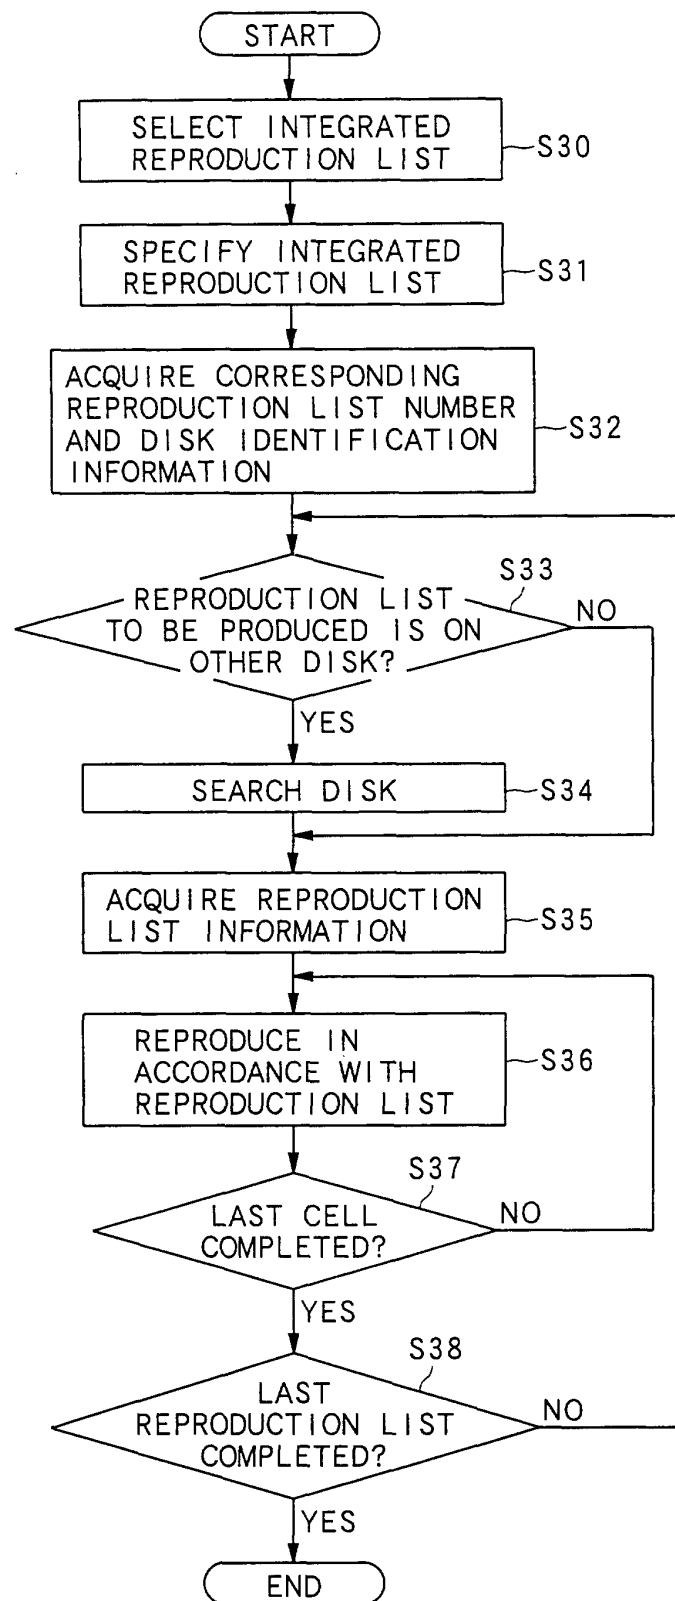 START
SELECT INTEGRATED
REPRODUCTION LIST
S30
SPECIFY INTEGRATED
REPRODUCTION LIST
S31
ACQUIRE CORRESPONDING
REPRODUCTION LIST NUMBER
AND DISK IDENTIFICATION
INFORMATION
S32
S33
REPRODUCTION LIST
TO BE PRODUCED IS ON
OTHER DISK?
NO
YES
SEARCH DISK
S34
ACQUIRE REPRODUCTION
LIST INFORMATION
S35
REPRODUCE IN
ACCORDANCE WITH
REPRODUCTION LIST
S36
S37
LAST CELL
COMPLETED?
NO
YES
S38
LAST
REPRODUCTION LIST
COMPLETED?
NO
YES
END